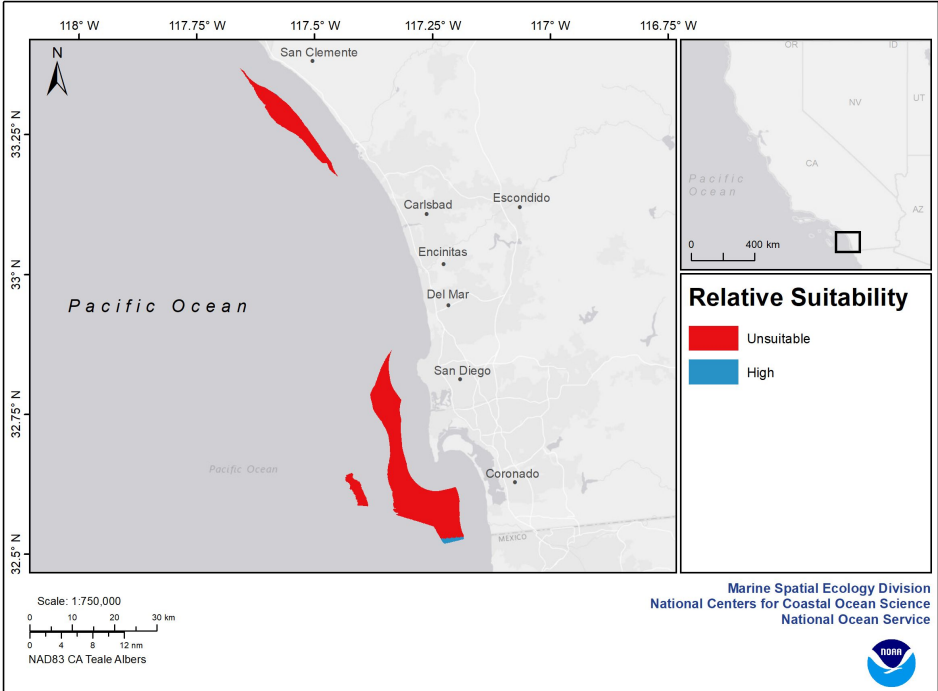 118° W
117.75° W
117.5° W
117.25° W
117° W
116.75° W
33.25° N
33° N
32.75° N
32.5° N
N
San Clemente
Carlsbad
Escondido
Encinitas
Del Mar
Pacific Ocean
San Diego
Pacific Ocean
Coronado
MEXICO
OR
ID
NV
UT
CA
AZ
Pacific
Ocean
0 400 km
Relative Suitability
Unsuitable
High
Marine Spatial Ecology Division
National Centers for Coastal Ocean Science
National Ocean Service
NOAA
Scale: 1:750,000
0 10 20 30 km
0 4 8 12 nm
NAD83 CA Teale Albers